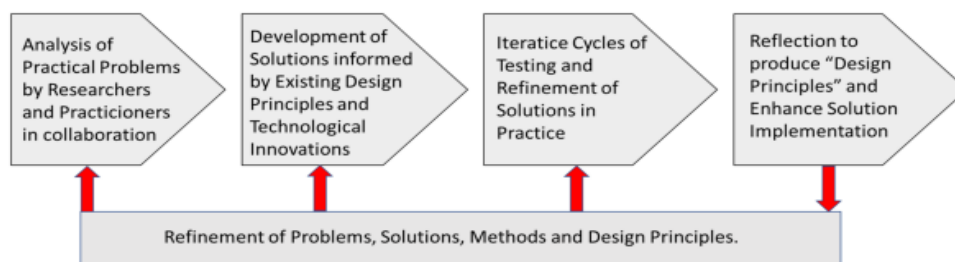 Analysis of
Practical Problems
by Researchers
and Practicioners
in collaboration
Development of
Solutions informed
by Existing Design
Principles and
Technological
Innovations
Iteratice Cycles of
Testing and
Refinement of
Solutions in
Practice
Reflection to
produce “Design
Principles” and
Enhance Solution
Implementation
Refinement of Problems, Solutions, Methods and Design Principles.